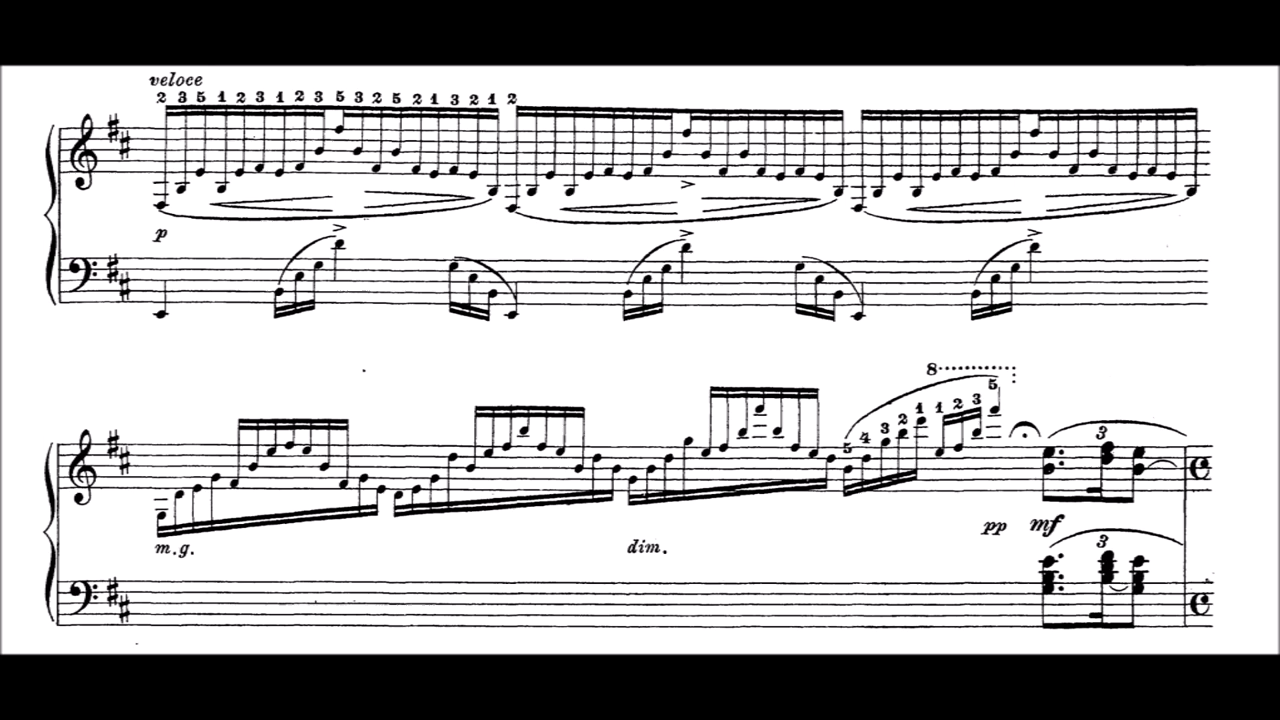 veloce
2 3 5 1 2 3 1 2 3 5 3 2 5 2 1 3 2 1 2
p
8
5
5 4 3 2 1 1 2 3
3
pp mf
m.g. dim.
3